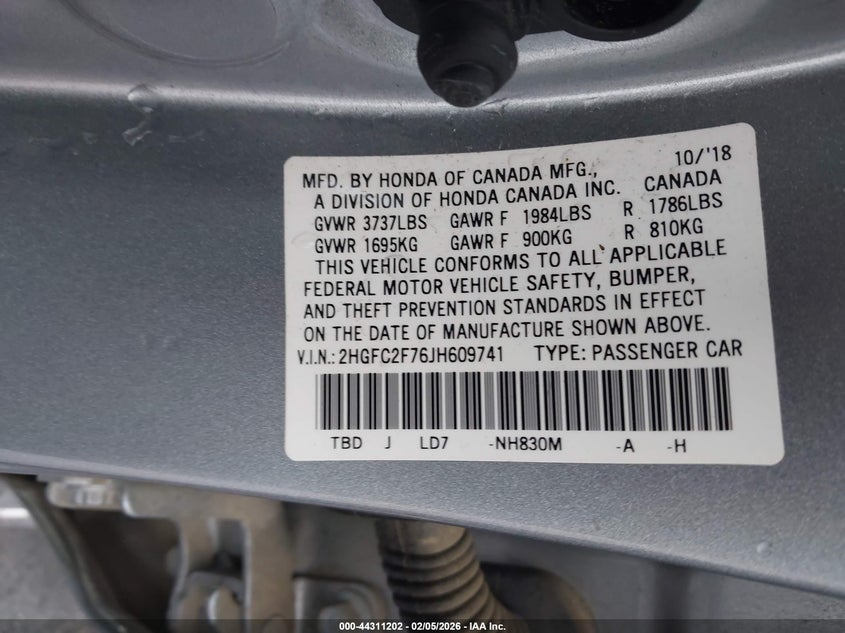 10/'18
MFD. BY HONDA OF CANADA MFG.,
A DIVISION OF HONDA CANADA INC. CANADA
GVWR 3737LBS GAWR F 1984LBS R 1786LBS
GVWR 1695KG GAWR F 900KG R 810KG
THIS VEHICLE CONFORMS TO ALL APPLICABLE
FEDERAL MOTOR VEHICLE SAFETY, BUMPER,
AND THEFT PREVENTION STANDARDS IN EFFECT
ON THE DATE OF MANUFACTURE SHOWN ABOVE.
V.I.N.: 2HGFC2F76JH609741 TYPE: PASSENGER CAR
TBD J LD7 -NH830M -A -H
000-44311202 - 02/05/2026 - IAA Inc.